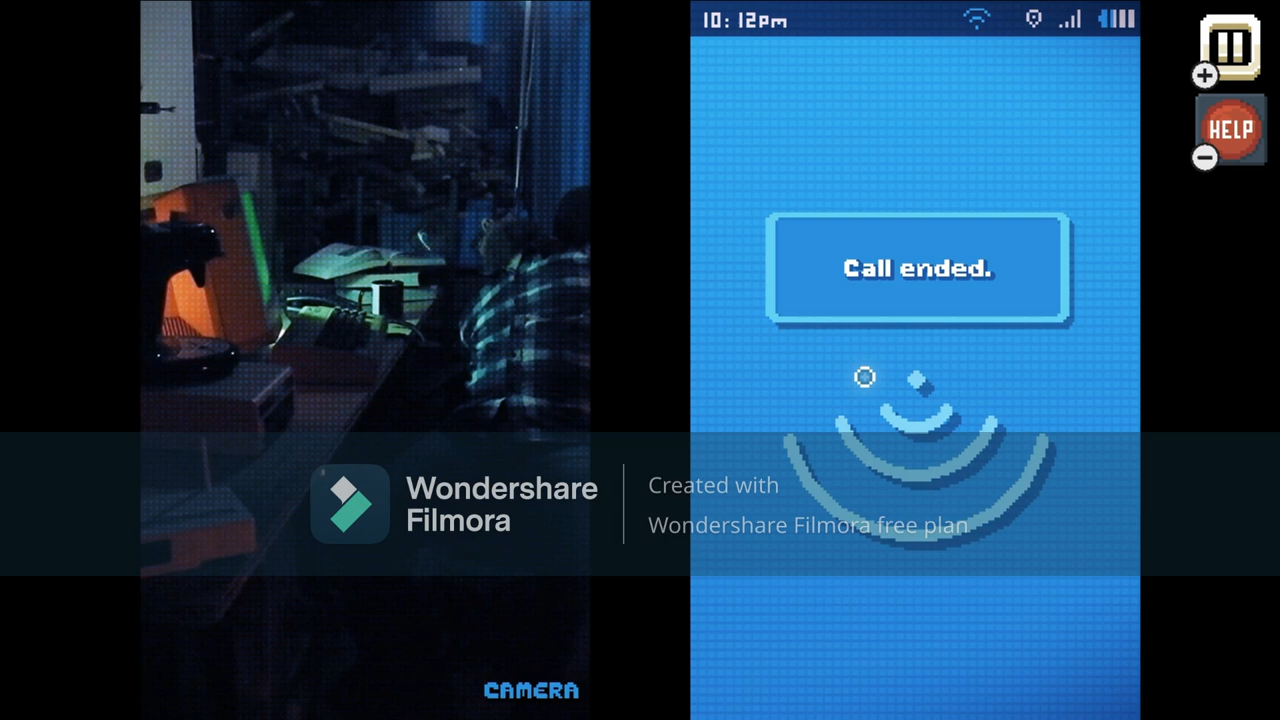 10:12pm
HELP
Call ended.
Wondershare
Filmora
Created with
Wondershare Filmora free plan
CAMERA